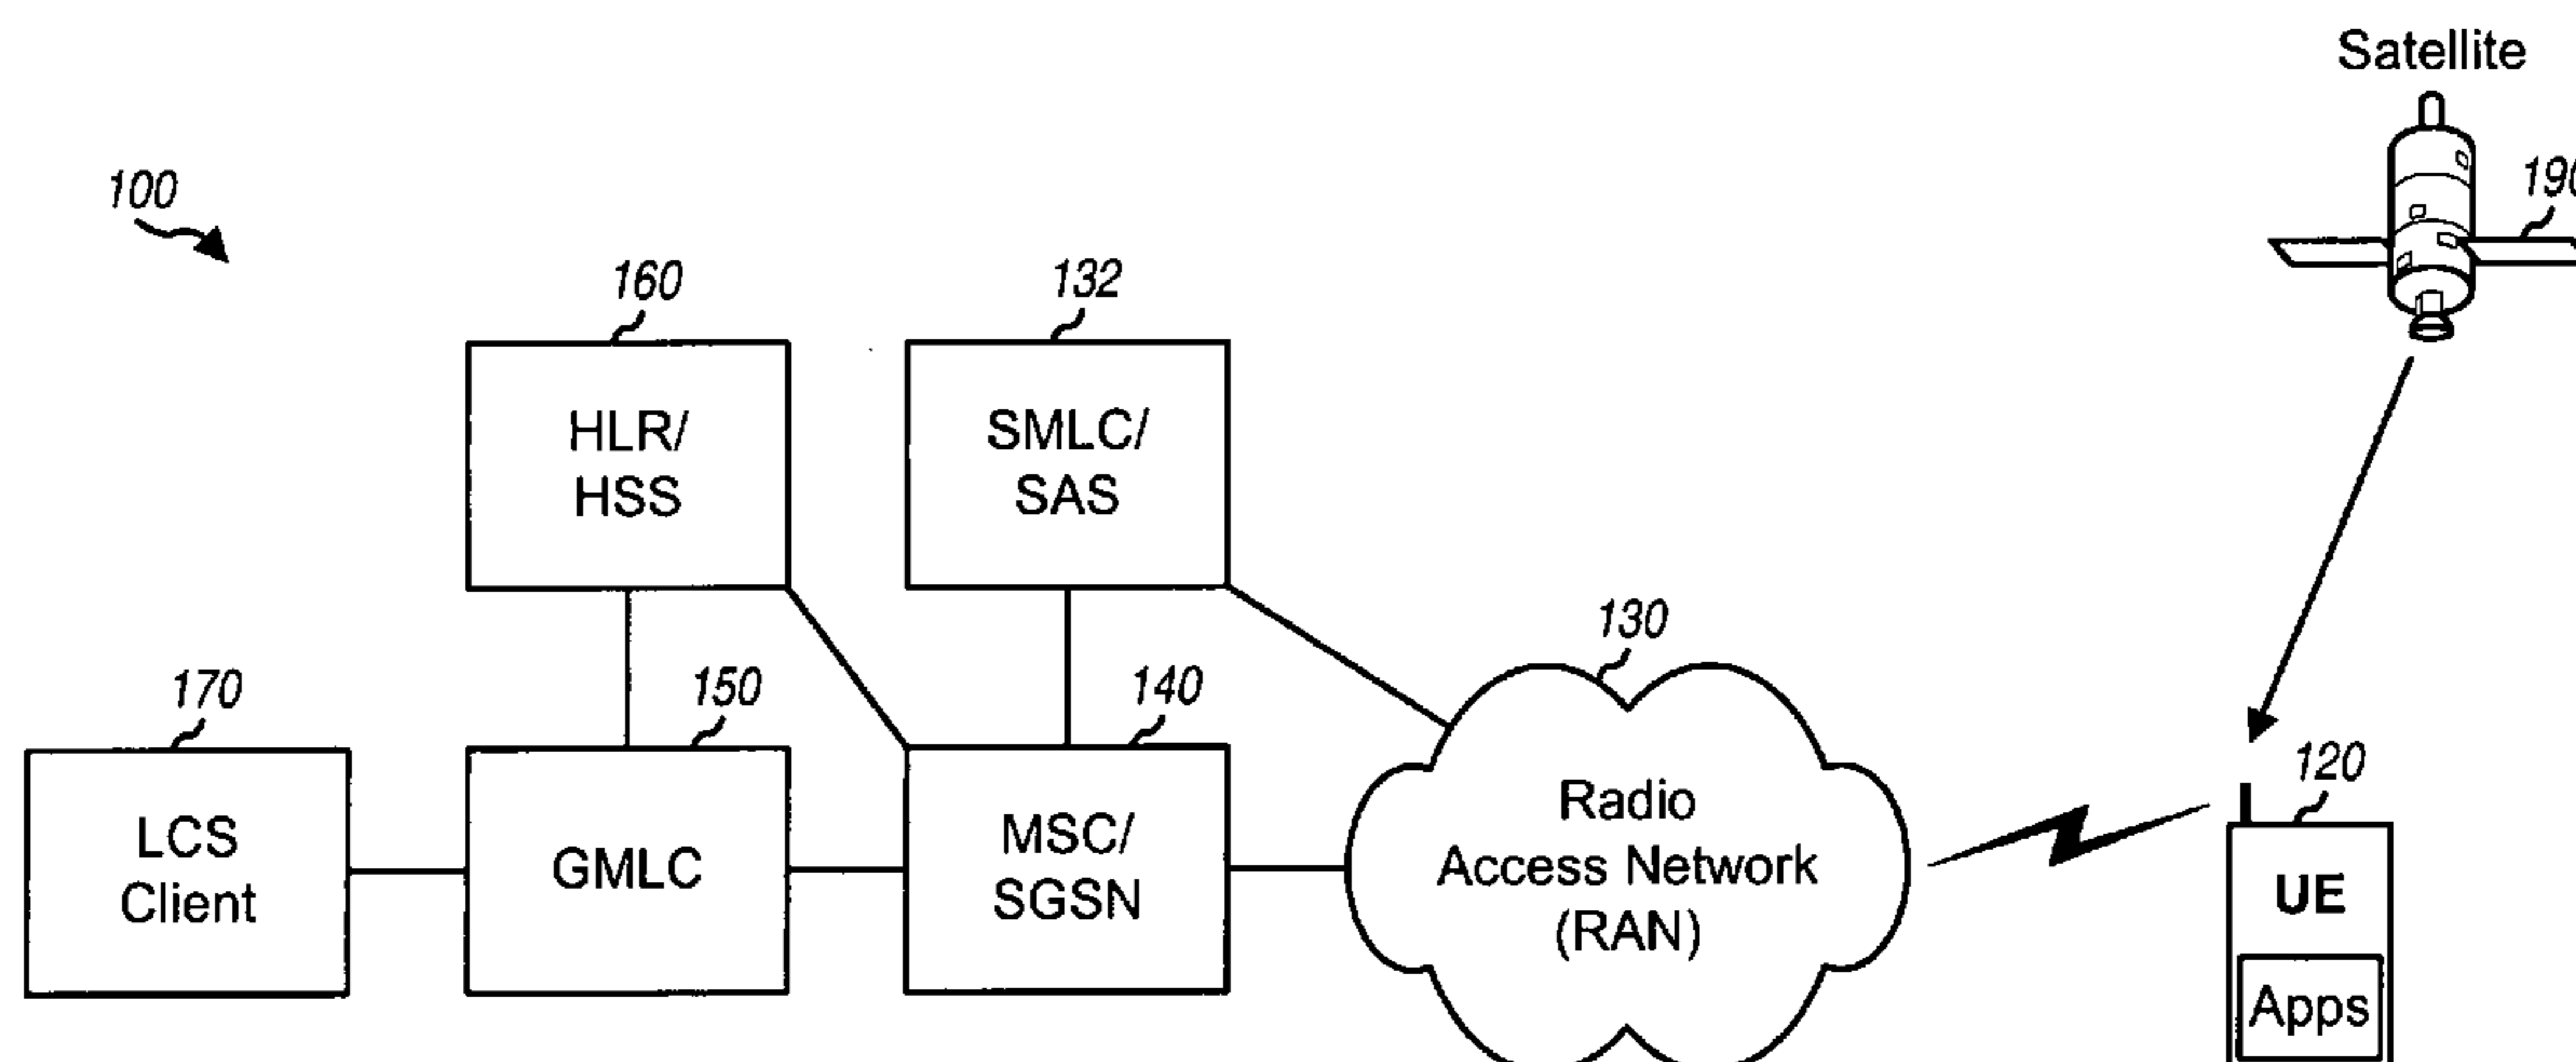 Satellite
100
190
160
132
HLR/
HSS
SMLC/
SAS
130
170
150
140
120
LCS
Client
GMLC
MSC/
SGSN
Radio
Access Network
(RAN)
UE
Apps